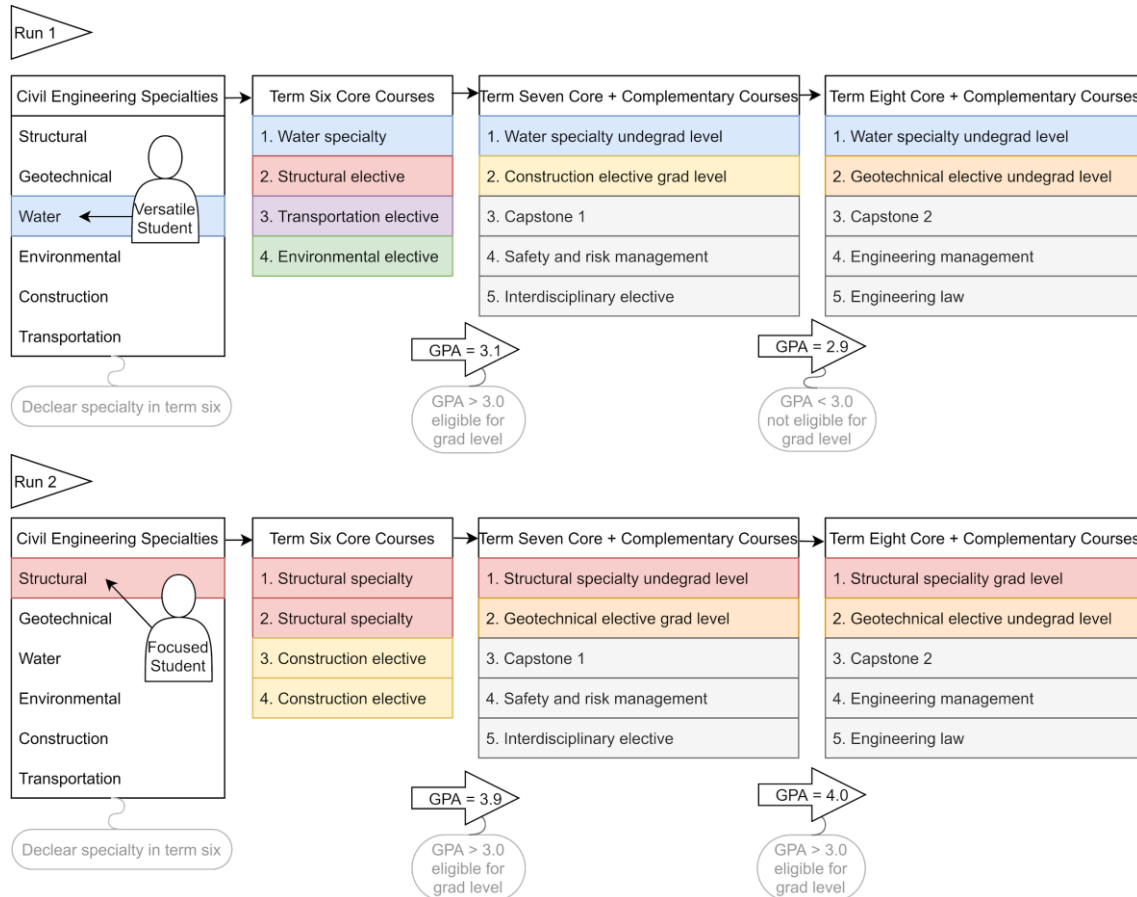 Run 1
Civil Engineering Specialties
Structural
Geotechnical
Water
Environmental
Construction
Transportation
Versatile
Student
Declear specialty in term six
Term Six Core Courses
1. Water specialty
2. Structural elective
3. Transportation elective
4. Environmental elective
Term Seven Core + Complementary Courses
1. Water specialty undegrad level
2. Construction elective grad level
3. Capstone 1
4. Safety and risk management
5. Interdisciplinary elective
GPA = 3.1
GPA > 3.0
eligible for
grad level
Term Eight Core + Complementary Courses
1. Water specialty undegrad level
2. Geotechnical elective undergrad level
3. Capstone 2
4. Engineering management
5. Engineering law
GPA = 2.9
GPA < 3.0
not eligible for
grad level
Run 2
Civil Engineering Specialties
Structural
Geotechnical
Water
Environmental
Construction
Transportation
Focused
Student
Declear specialty in term six
Term Six Core Courses
1. Structural specialty
2. Structural specialty
3. Construction elective
4. Construction elective
Term Seven Core + Complementary Courses
1. Structural specialty undegrad level
2. Geotechnical elective grad level
3. Capstone 1
4. Safety and risk management
5. Interdisciplinary elective
GPA = 3.9
GPA > 3.0
eligible for
grad level
Term Eight Core + Complementary Courses
1. Structural speciality grad level
2. Geotechnical elective undergrad level
3. Capstone 2
4. Engineering management
5. Engineering law
GPA = 4.0
GPA > 3.0
eligible for
grad level